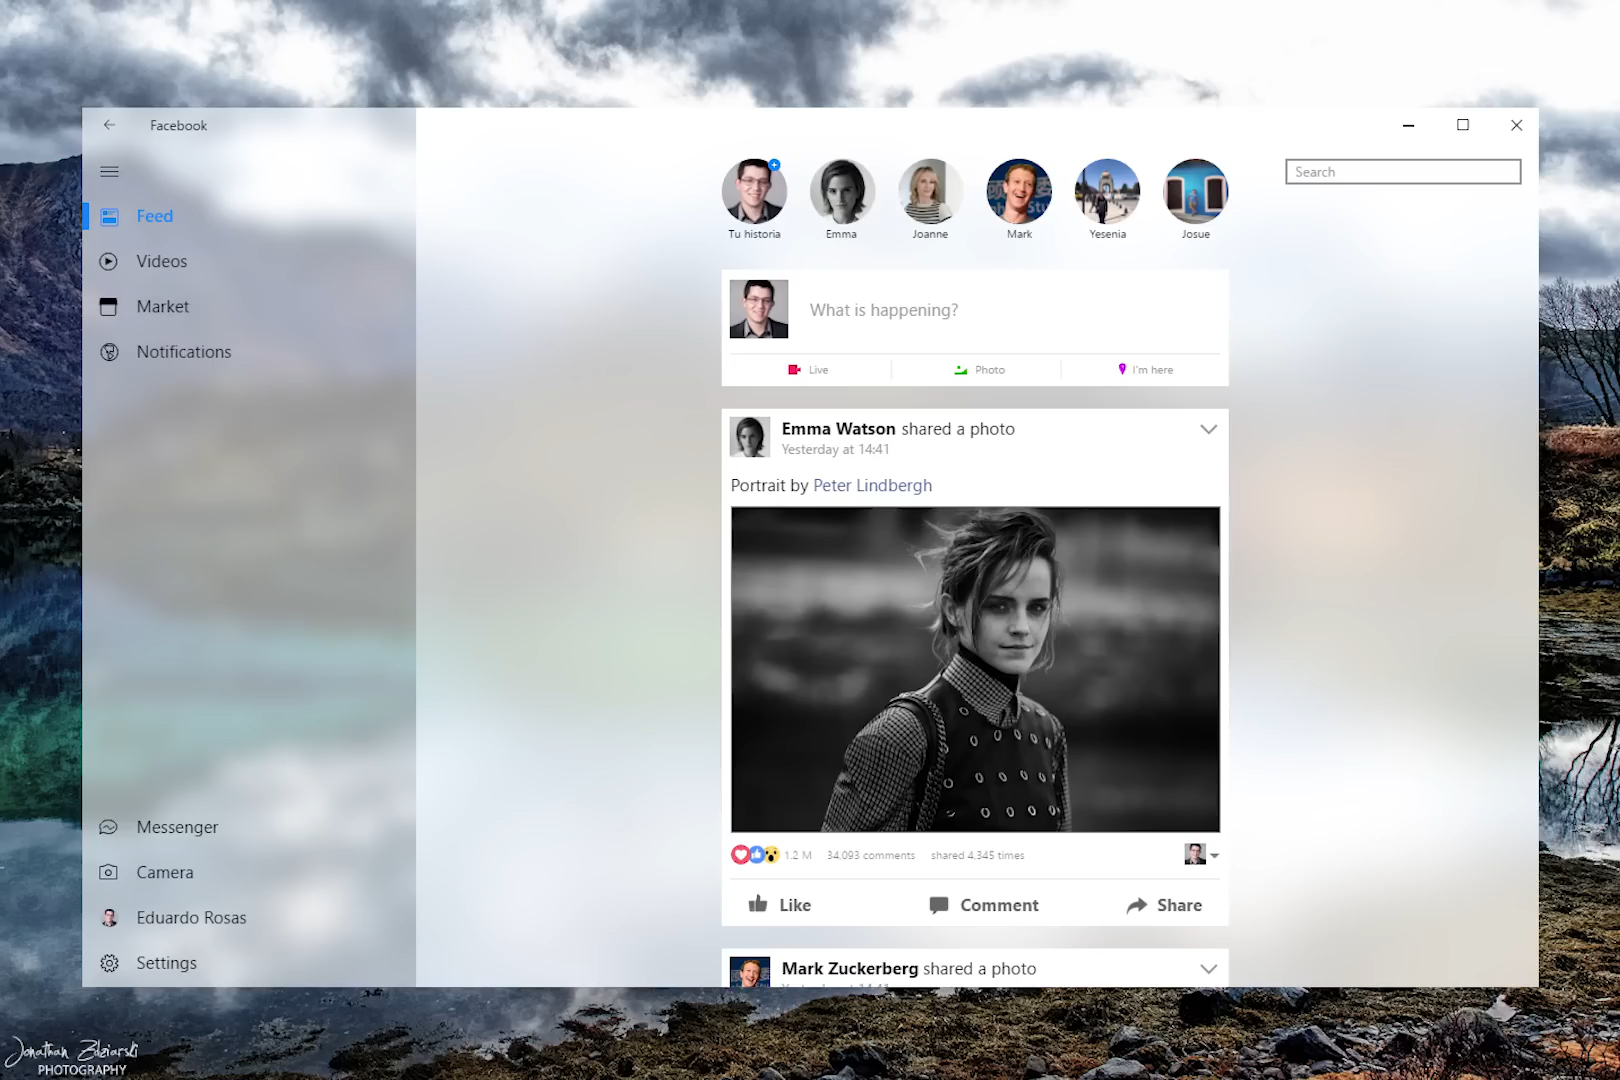 Facebook
Search
Feed
Videos
Market
Notifications
Messenger
Camera
Eduardo Rosas
Settings
Tu historia
Emma
Joanne
Mark
Yesenia
Josue
What is happening?
Live
Photo
I'm here
Emma Watson shared a photo
Yesterday at 14:41
Portrait by Peter Lindbergh
1.2 M 34,093 comments shared 4,345 times
Like
Comment
Share
Mark Zuckerberg shared a photo
Jonathan Zdziarski
PHOTOGRAPHY